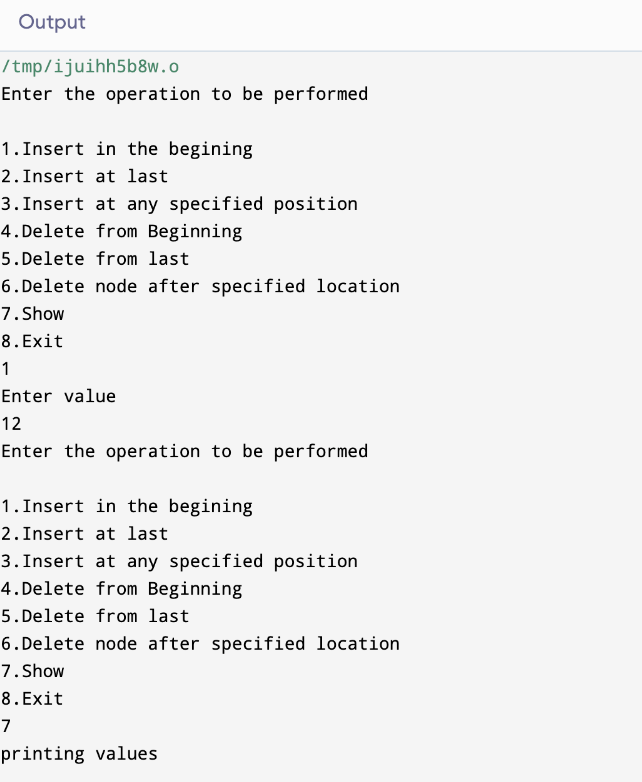 Output
/tmp/ijuihh5b8w.o
Enter the operation to be performed
1.Insert in the begining
2.Insert at last
3.Insert at any specified position
4.Delete from Beginning
5.Delete from last
6.Delete node after specified location
7.Show
8.Exit
1
Enter value
12
Enter the operation to be performed
1.Insert in the begining
2.Insert at last
3.Insert at any specified position
4.Delete from Beginning
5.Delete from last
6.Delete node after specified location
7.Show
8.Exit
7
printing values